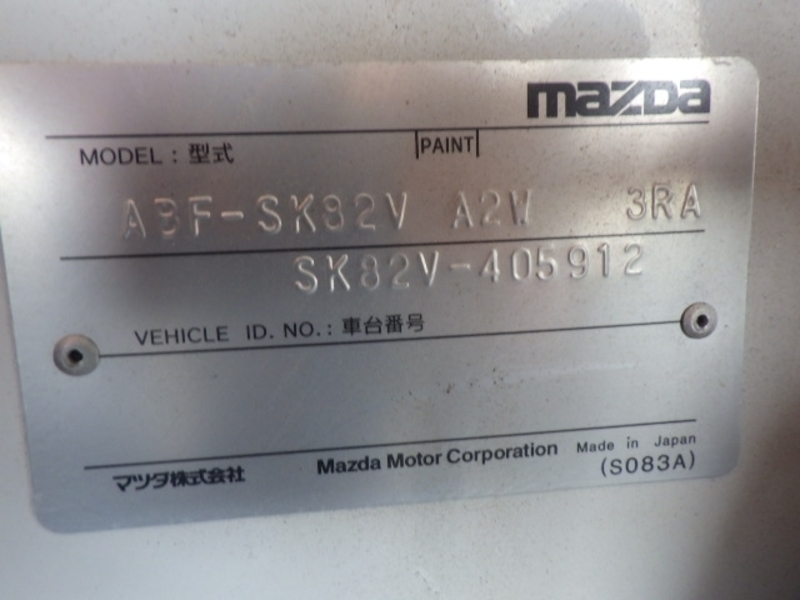 mazda
MODEL : 型式 PAINT
ABF-SK82V A2W 3RA
SK82V-405912
VEHICLE ID. NO. : 車台番号
マツダ株式会社 Mazda Motor Corporation Made in Japan
(S083A)